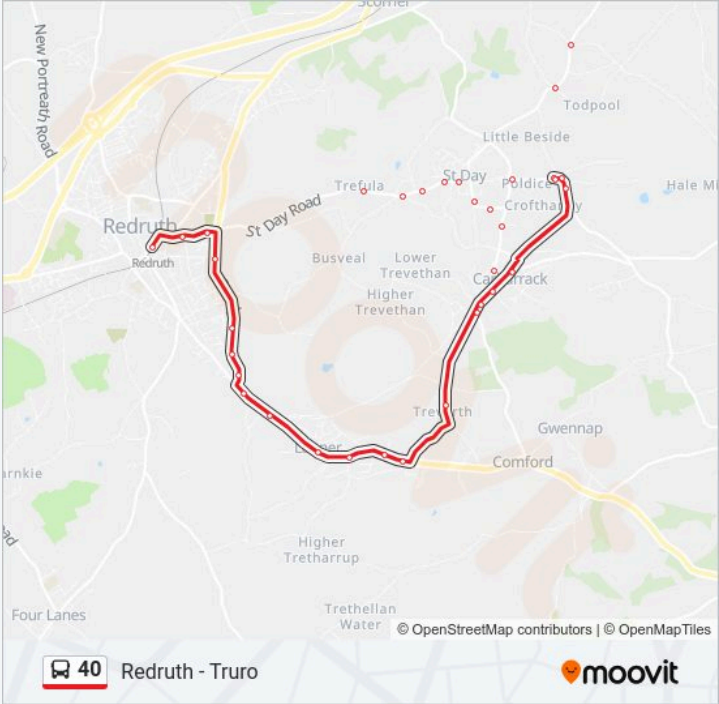 Scorrier
New Portreath Road
Todpool
Little Beside
St Day
Trefula
Poldice
Hale Mi
Crofthandy
St Day Road
Redruth
Redruth
Busveal
Lower
Trevethan
Carharrack
Higher
Trevethan
Gwennap
Lanner
Comford
Higher
Tretharrup
Four Lanes
Trethellan
Water
© OpenStreetMap contributors | © OpenMapTiles
40 Redruth - Truro
moovit